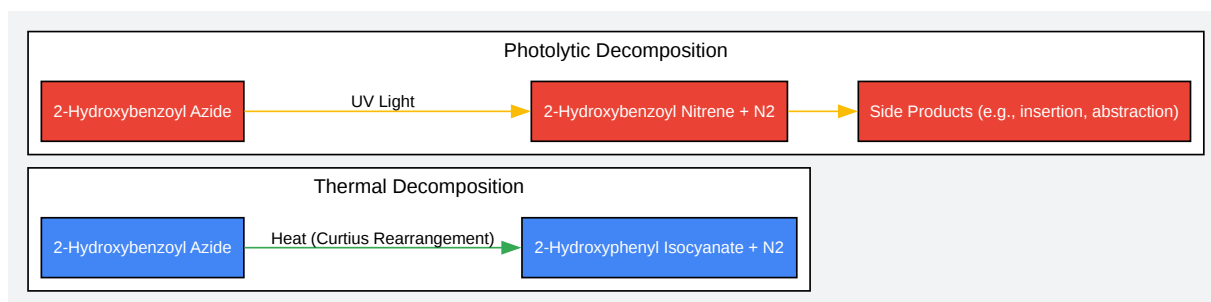 Photolytic Decomposition
2-Hydroxybenzoyl Azide
UV Light
2-Hydroxybenzoyl Nitrene + N2
Side Products (e.g., insertion, abstraction)
Thermal Decomposition
2-Hydroxybenzoyl Azide
Heat (Curtius Rearrangement)
2-Hydroxyphenyl Isocyanate + N2